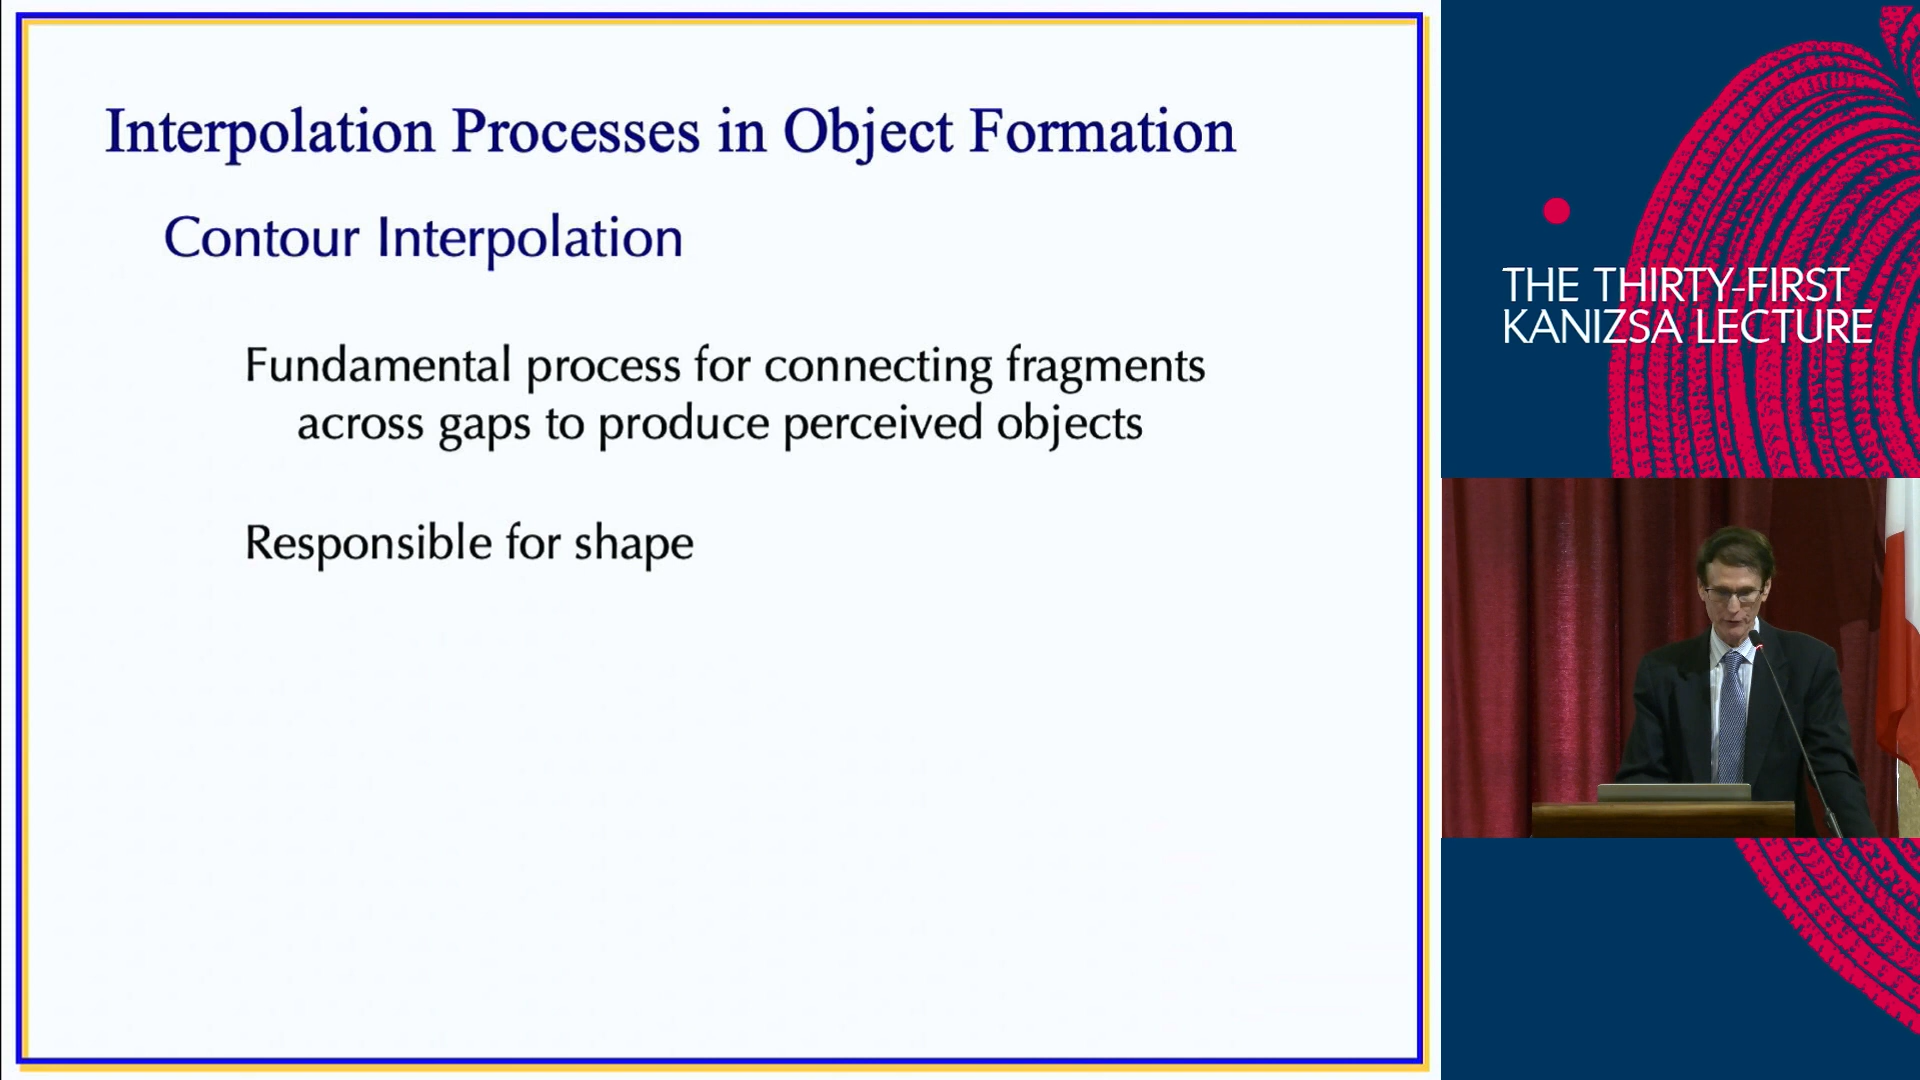 Interpolation Processes in Object Formation
Contour Interpolation
Fundamental process for connecting fragments
across gaps to produce perceived objects
Responsible for shape
THE THIRTY-FIRST
KANIZSA LECTURE